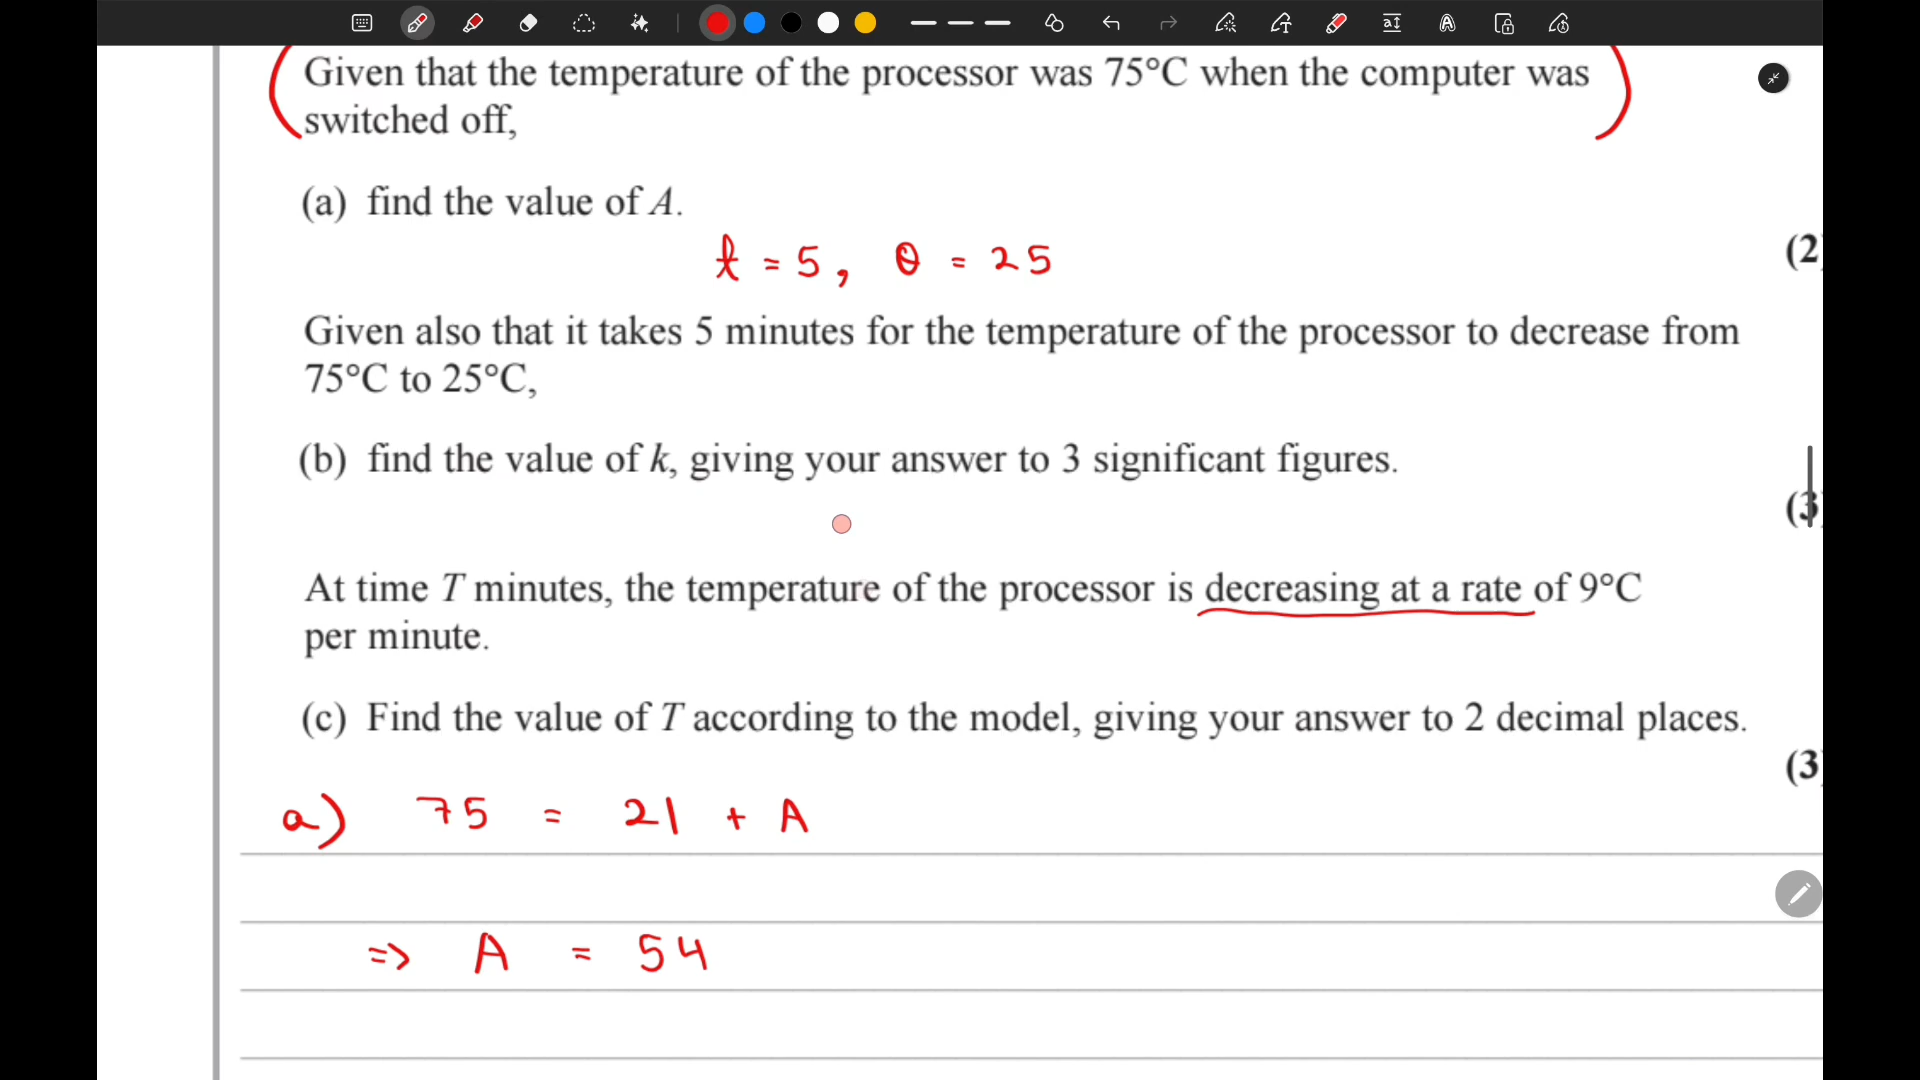 Given that the temperature of the processor was 75°C when the computer was
switched off,
(a) find the value of A.
t = 5, θ = 25
(2)
Given also that it takes 5 minutes for the temperature of the processor to decrease from
75°C to 25°C,
(b) find the value of k, giving your answer to 3 significant figures.
(3)
At time T minutes, the temperature of the processor is decreasing at a rate of 9°C
per minute.
(c) Find the value of T according to the model, giving your answer to 2 decimal places.
(3)
a) 75 = 21 + A
=> A = 54